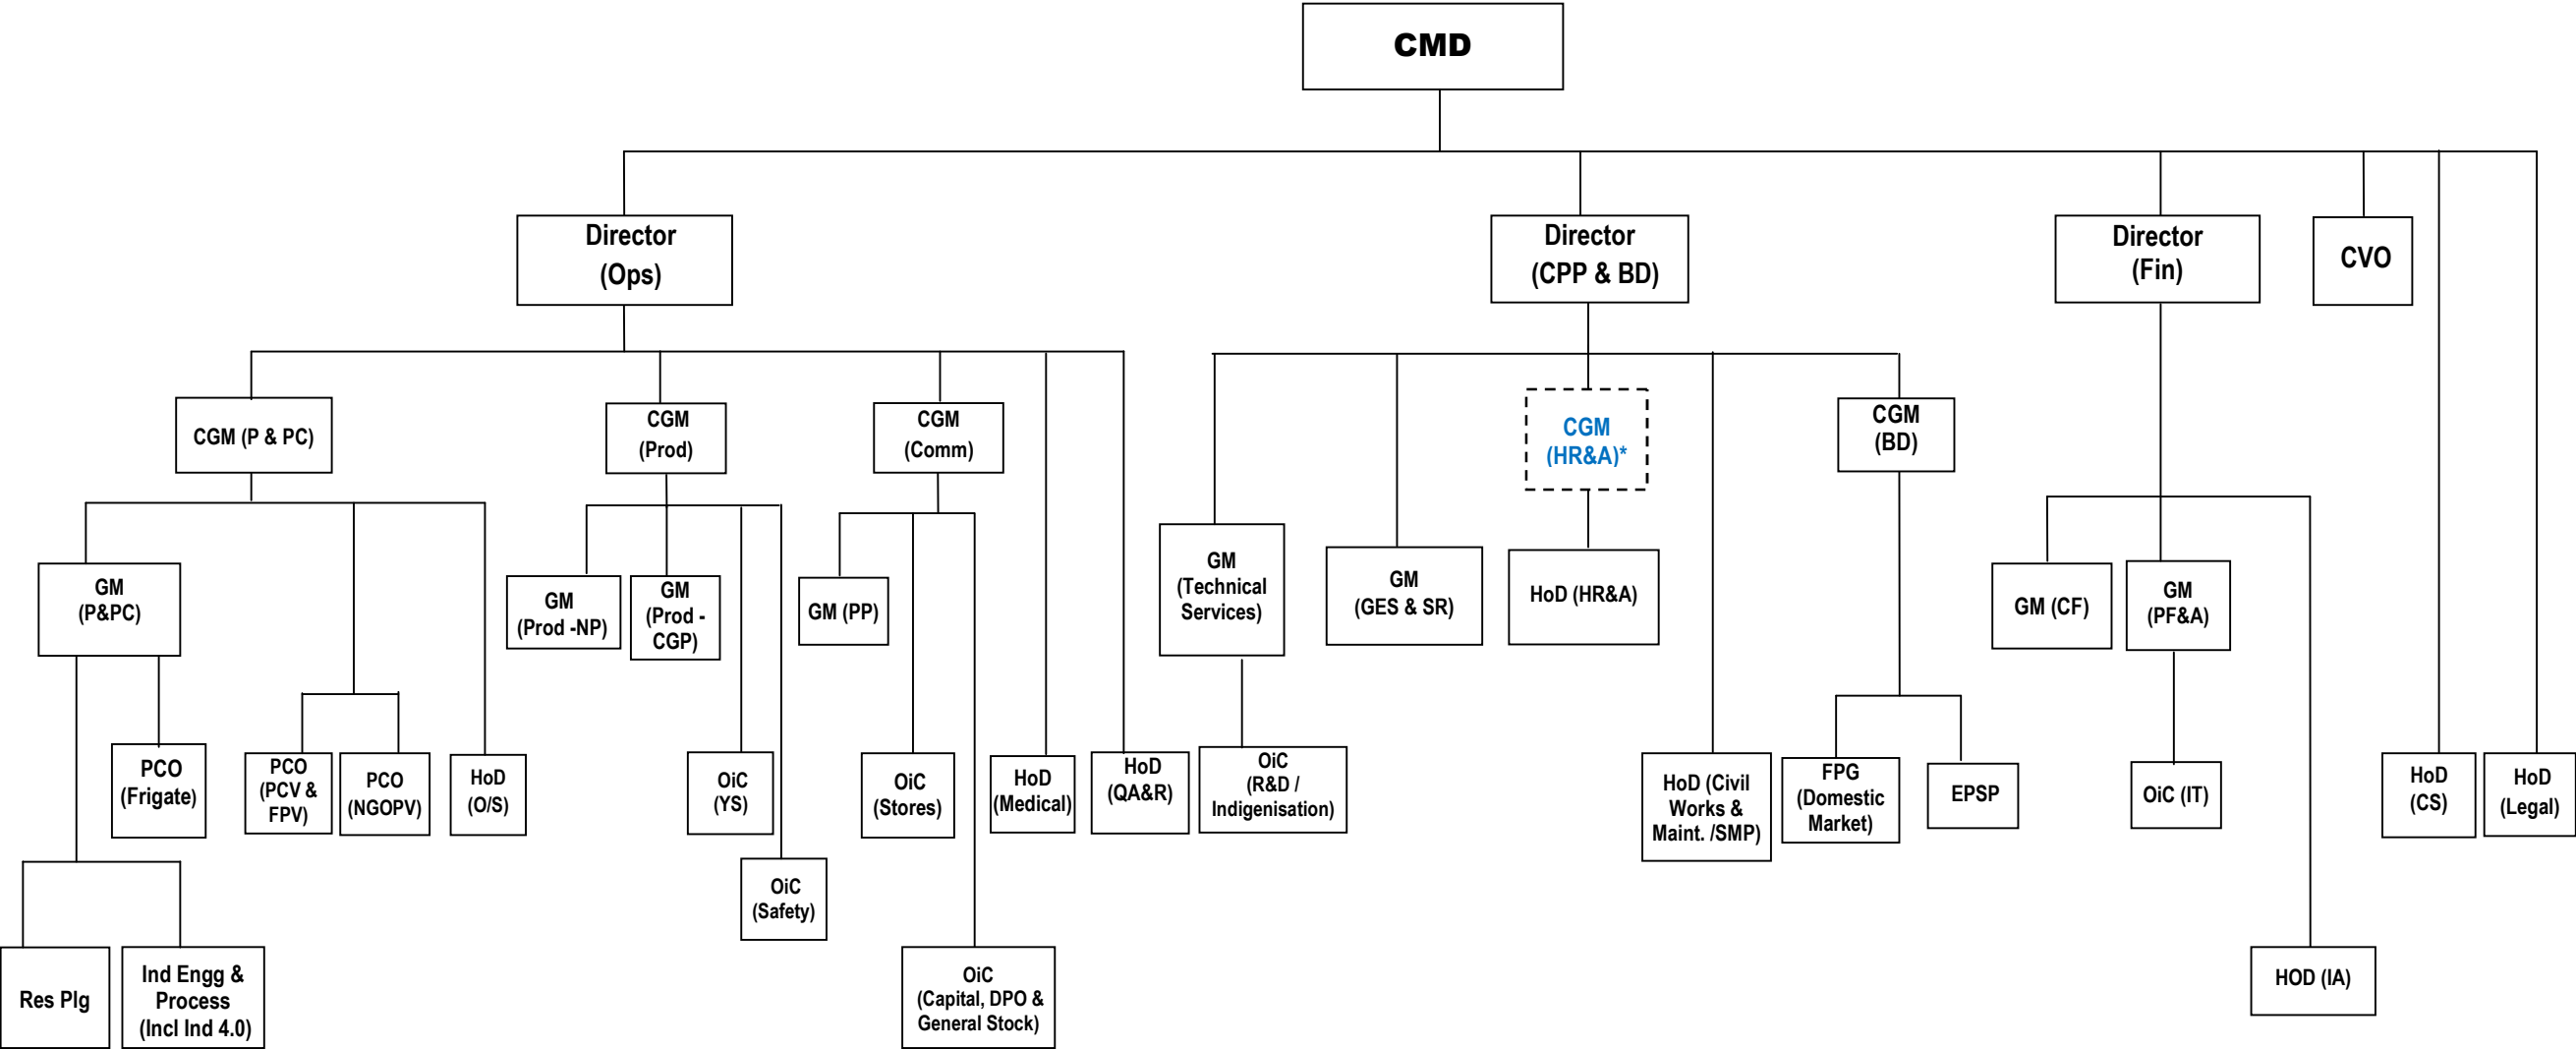 CMD
Director
(Ops)
Director
(CPP & BD)
Director
(Fin)
CVO
CGM (P & PC)
CGM
(Prod)
CGM
(Comm)
CGM
(HR&A)*
CGM
(BD)
GM
(P&PC)
GM
(Prod -NP)
GM
(Prod -
CGP)
GM (PP)
GM
(Technical
Services)
GM
(GES & SR)
HoD (HR&A)
GM (CF)
GM
(PF&A)
PCO
(Frigate)
PCO
(PCV &
FPV)
PCO
(NGOPV)
HoD
(O/S)
OiC
(YS)
OiC
(Stores)
HoD
(Medical)
HoD
(QA&R)
OiC
(R&D /
Indigenisation)
HoD (Civil
Works &
Maint. /SMP)
FPG
(Domestic
Market)
EPSP
OiC (IT)
HoD
(CS)
HoD
(Legal)
OiC
(Safety)
Res Plg
Ind Engg &
Process
(Incl Ind 4.0)
OiC
(Capital, DPO &
General Stock)
HOD (IA)